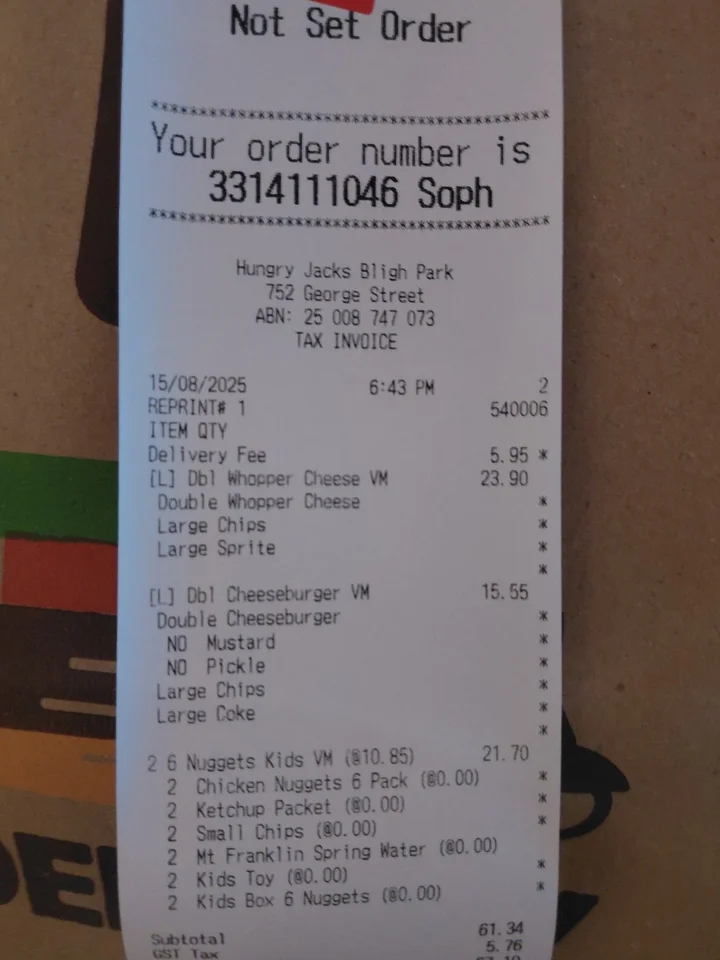 Not Set Order
****************************************
Your order number is
3314111046 Soph
****************************************
Hungry Jacks Bligh Park
752 George Street
ABN: 25 008 747 073
TAX INVOICE
15/08/2025 6:43 PM 2
REPRINT# 1 540006
ITEM QTY
Delivery Fee 5.95 *
[L] Dbl Whopper Cheese VM 23.90
Double Whopper Cheese *
Large Chips *
Large Sprite *
*
[L] Dbl Cheeseburger VM 15.55
Double Cheeseburger *
NO Mustard *
NO Pickle *
Large Chips *
Large Coke *
*
2 6 Nuggets Kids VM (@10.85) 21.70
2 Chicken Nuggets 6 Pack (@0.00) *
2 Ketchup Packet (@0.00) *
2 Small Chips (@0.00) *
2 Mt Franklin Spring Water (@0.00)
2 Kids Toy (@0.00) *
2 Kids Box 6 Nuggets (@0.00) *
Subtotal 61.34
GST Tax 5.76